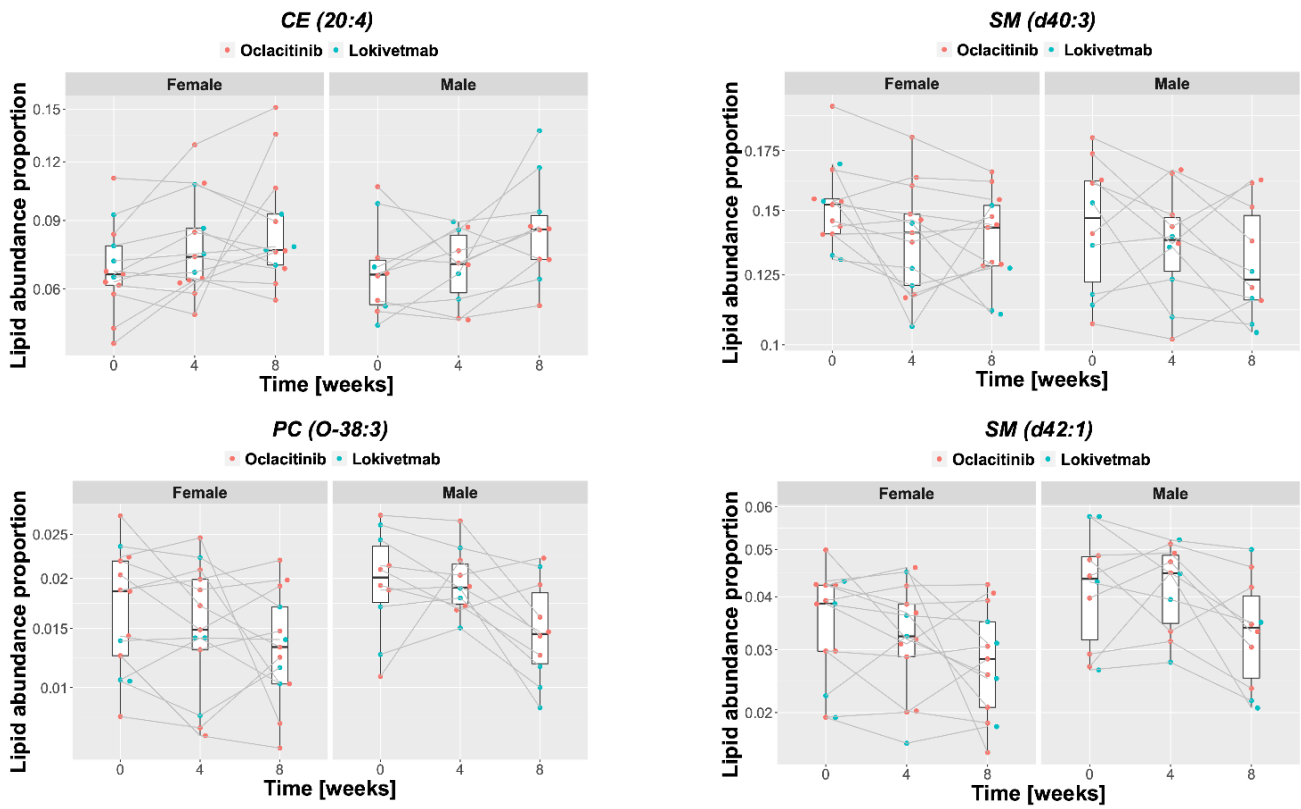 CE (20:4)
Oclacitinib Lokivetmab
Female Male
Lipid abundance proportion
0.15
0.12
0.09
0.06
0 4 8 0 4 8
Time [weeks]
SM (d40:3)
Oclacitinib Lokivetmab
Female Male
Lipid abundance proportion
0.175
0.15
0.125
0.1
0 4 8 0 4 8
Time [weeks]
PC (O-38:3)
Oclacitinib Lokivetmab
Female Male
Lipid abundance proportion
0.025
0.02
0.015
0.01
0 4 8 0 4 8
Time [weeks]
SM (d42:1)
Oclacitinib Lokivetmab
Female Male
Lipid abundance proportion
0.06
0.05
0.04
0.03
0.02
0 4 8 0 4 8
Time [weeks]